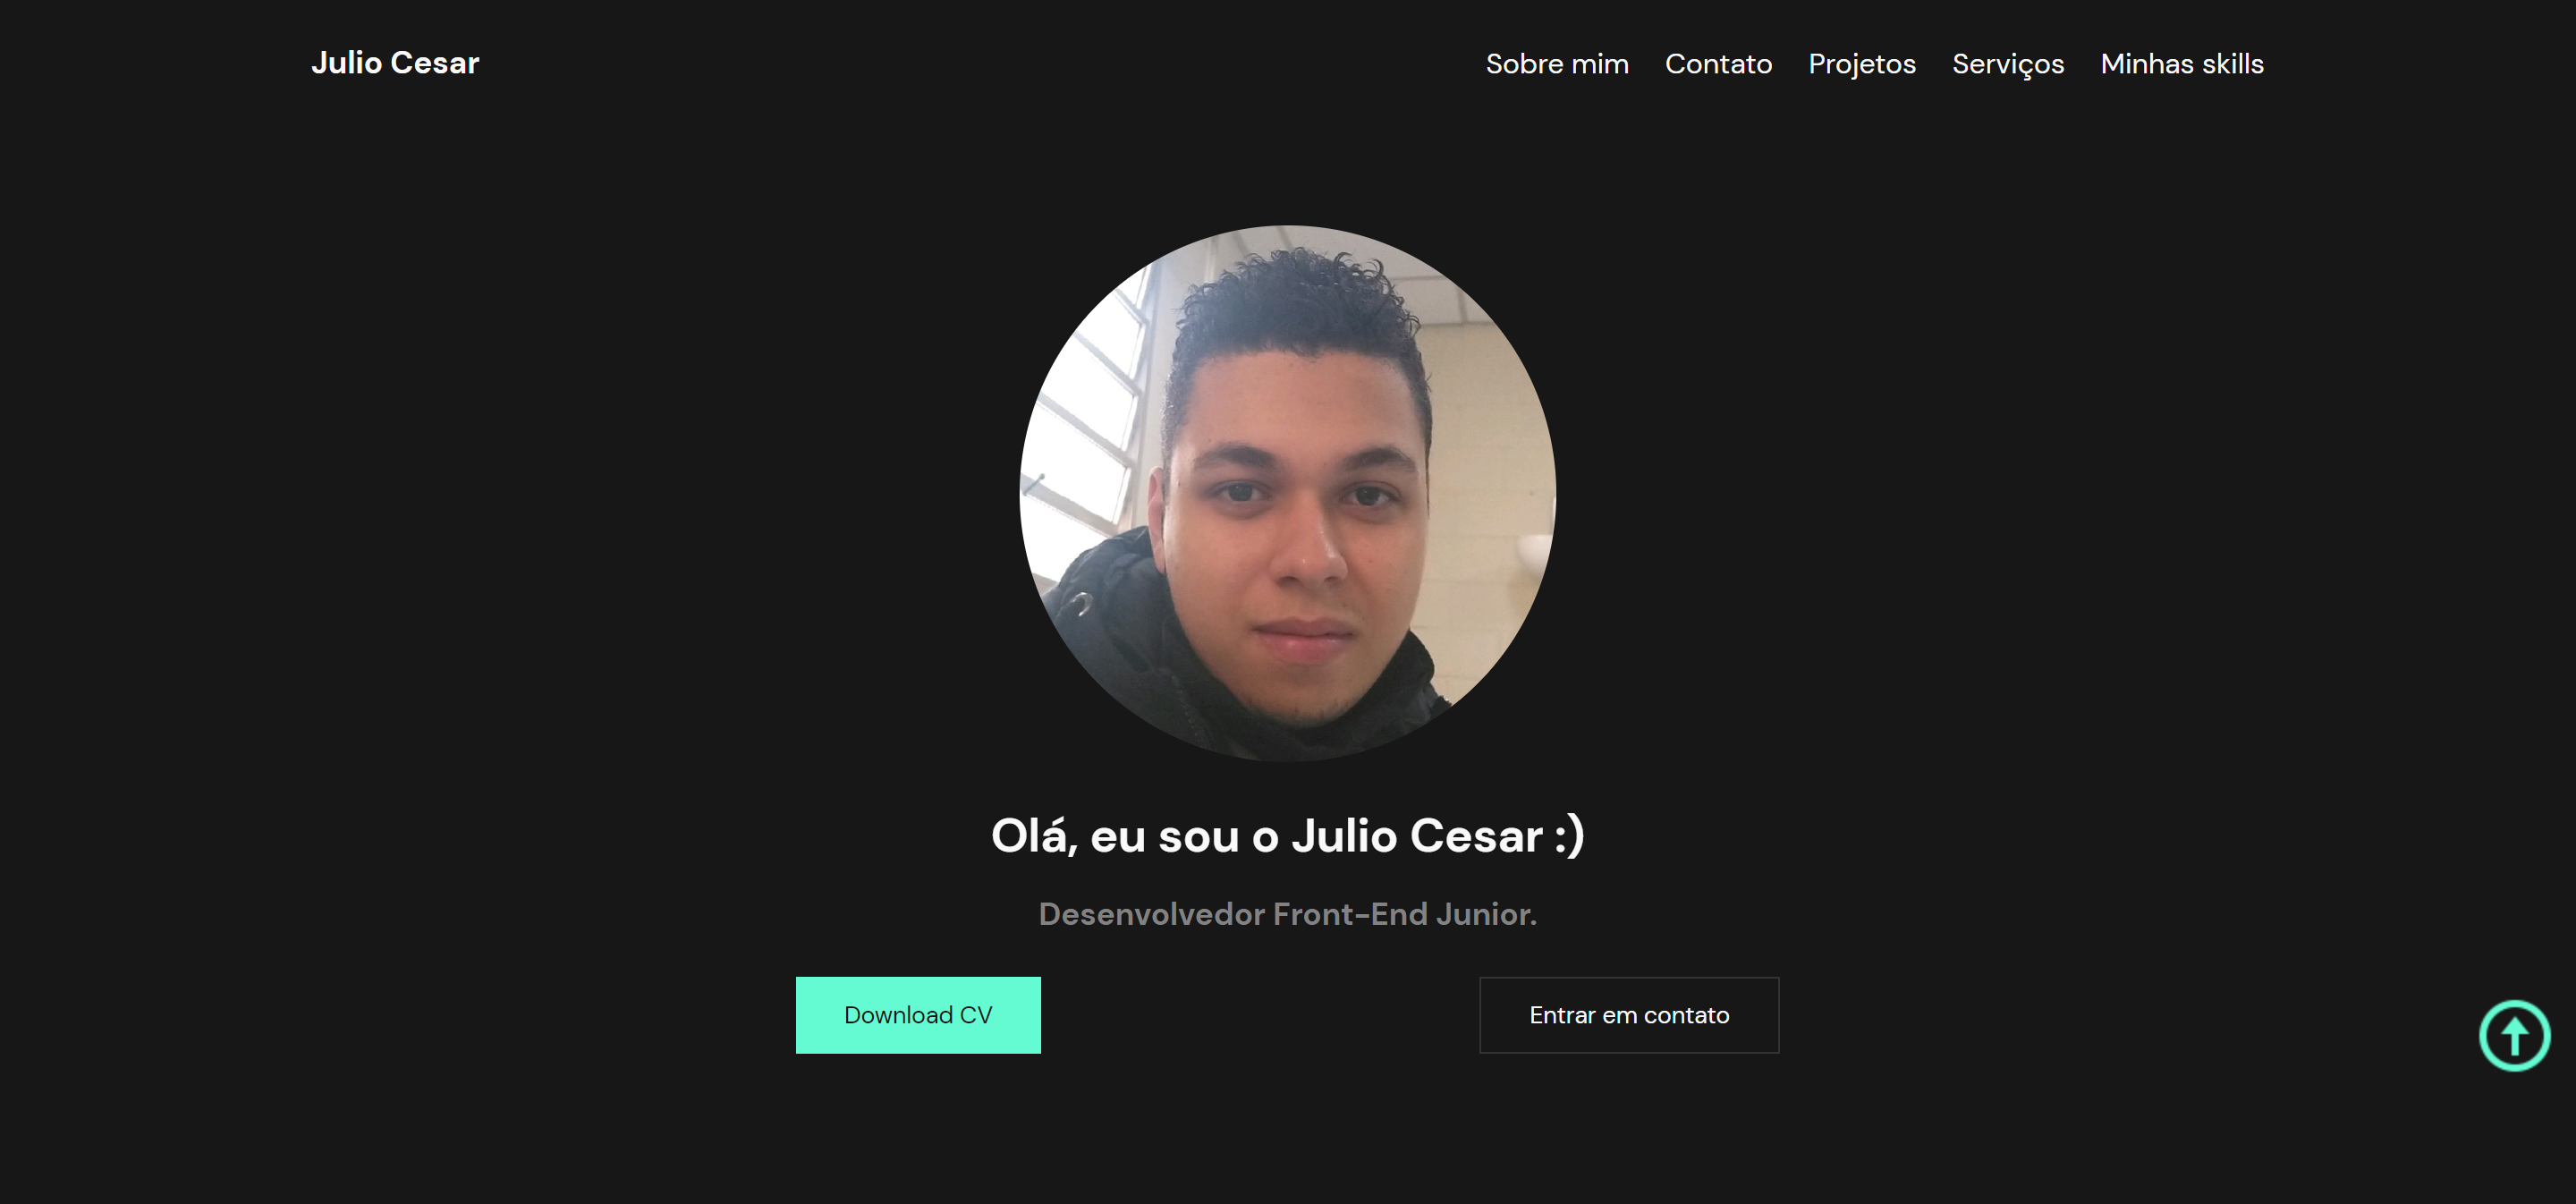 Julio Cesar
Sobre mim Contato Projetos Serviços Minhas skills
Olá, eu sou o Julio Cesar :)
Desenvolvedor Front-End Junior.
Download CV
Entrar em contato